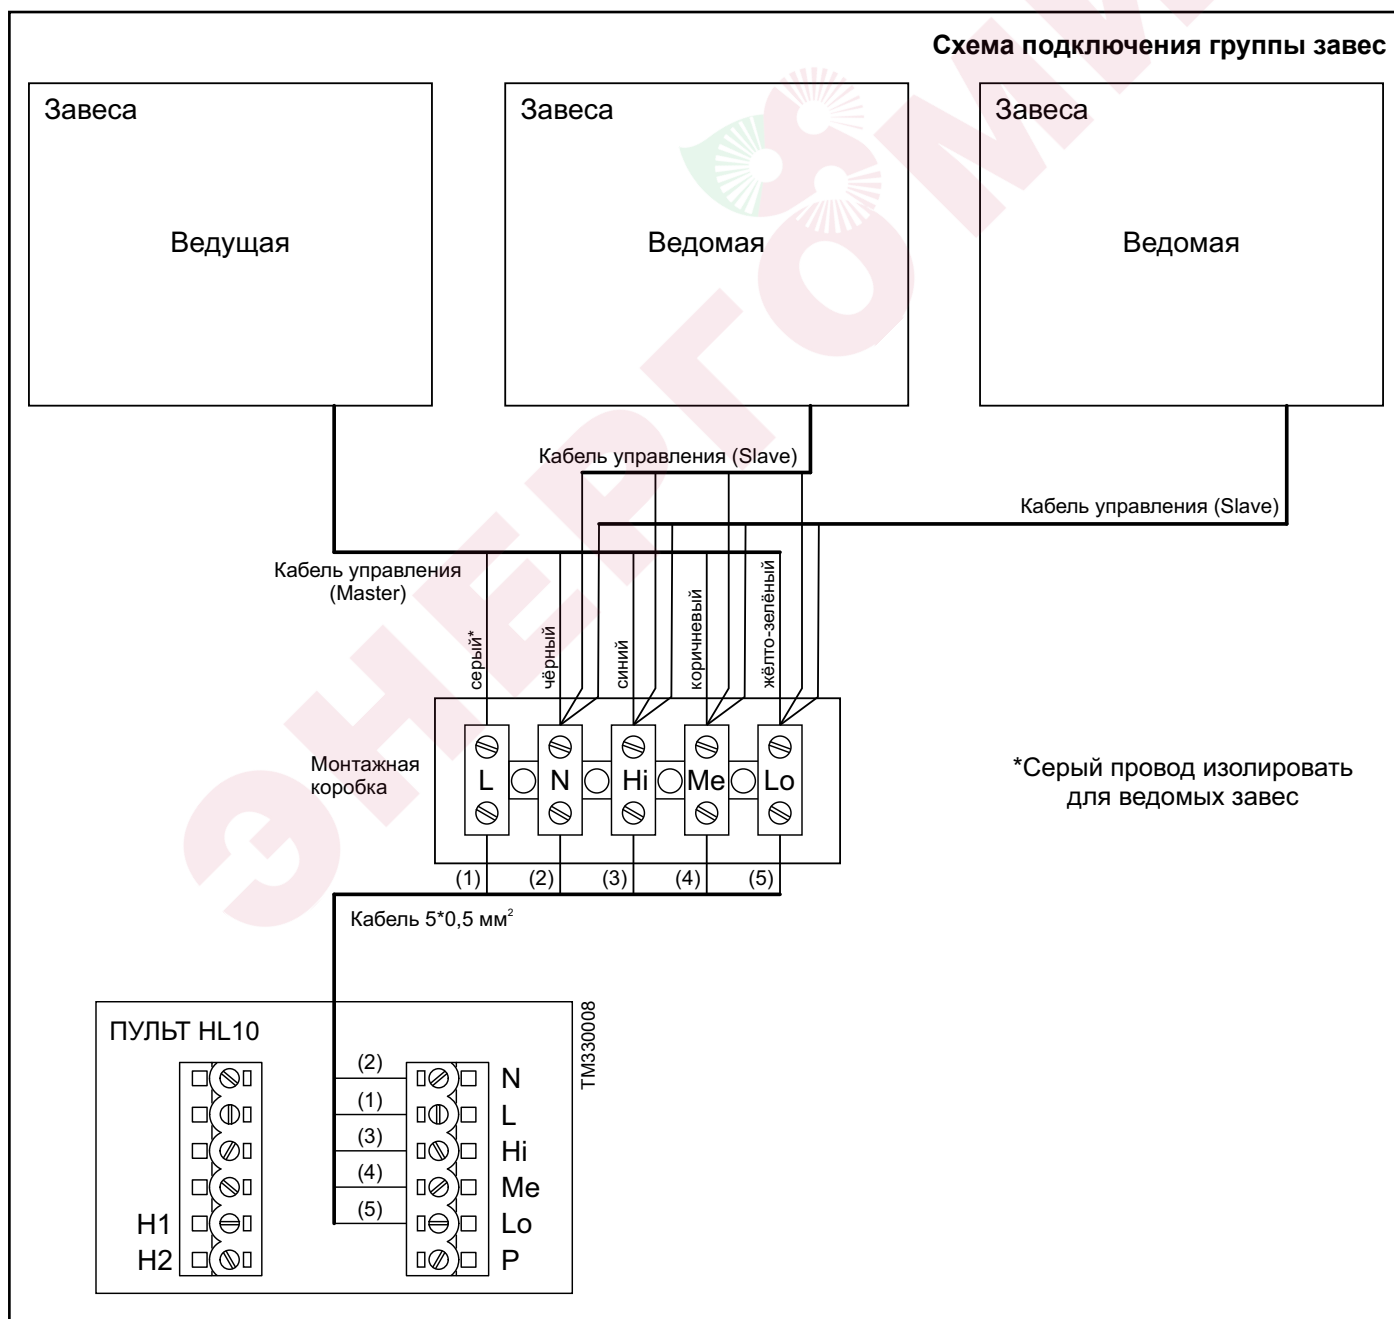 Схема подключения группы завес
Завеса
Завеса
Завеса
Ведущая
Ведомая
Ведомая
Кабель управления (Slave)
Кабель управления (Slave)
Кабель управления
(Master)
серый*
чёрный
синий
коричневый
жёлто-зелёный
Монтажная
коробка
L
N
Hi
Me
Lo
*Серый провод изолировать
для ведомых завес
(1)
(2)
(3)
(4)
(5)
Кабель 5*0,5 мм²
ПУЛЬТ HL10
TM330008
(2)
N
(1)
L
(3)
Hi
(4)
Me
H1
(5)
Lo
H2
P
ЭНЕРГОМИ